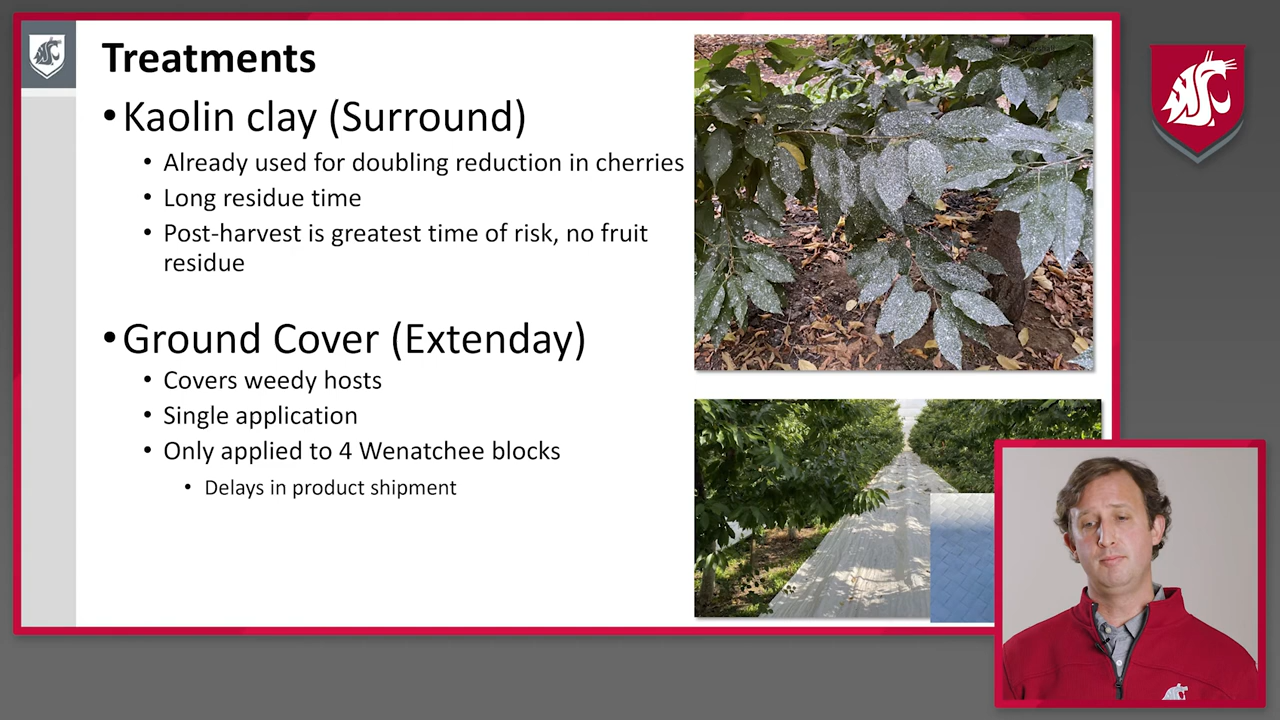 Treatments
•Kaolin clay (Surround)
• Already used for doubling reduction in cherries
• Long residue time
• Post-harvest is greatest time of risk, no fruit
residue
•Ground Cover (Extenday)
• Covers weedy hosts
• Single application
• Only applied to 4 Wenatchee blocks
• Delays in product shipment